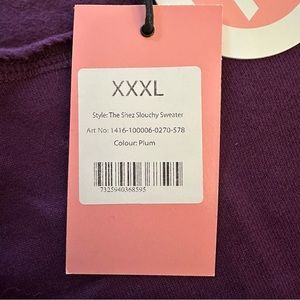 XXXL
Style: The Shez Slouchy Sweater
Art No: 1416-100006-0270-578
Colour: Plum
7325940368595